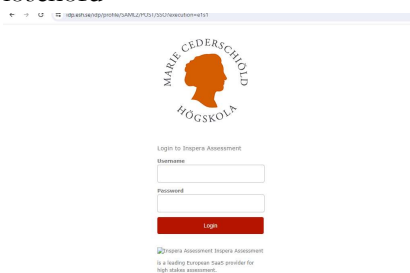 idp.esh.se/idp/profile/SAML2/POST/SSO?execution=e1s1
MARIE CEDERSCHIÖLD
HÖGSKOLA
Login to Inspera Assessment
Username
Password
Login
Inspera Assessment Inspera Assessment
is a leading European SaaS provider for
high stakes assessment.